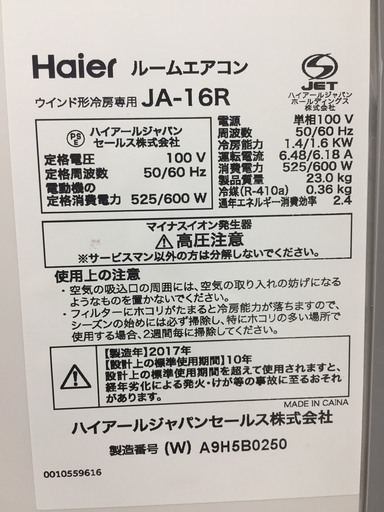 Haier ルームエアコン
ウインド形冷房専用 JA-16R
S JET
ハイアールジャパン
ホールディングス
株式会社
PS E
ハイアールジャパン
セールス株式会社
定格電圧 100 V
定格周波数 50/60 Hz
電動機の
定格消費電力 525/600 W
電源 単相100 V
周波数 50/60 Hz
冷房能力 1.4/1.6 KW
運転電流 6.48/6.18 A
消費電力 525/600 W
製品質量 23.0 kg
冷媒(R-410a) 0.36 kg
通年エネルギー消費効率 2.4
マイナスイオン発生器
高圧注意
※サービスマン以外の方は分解しないでください。
使用上の注意
・空気の吸込口の周囲には、空気の取り入れの妨げになる
ようなものを置かないでください。
・フィルターにホコリがたまると冷房能力が落ちますので、
シーズンの始めには必ず掃除し、特にホコリの多い場所で
使用する場合、2週間毎に掃除してください。
【製造年】2017年
【設計上の標準使用期間】10年
設計上の標準使用期間を超えて使用されますと、
経年劣化による発火・けが等の事故に至るおそれ
があります。
MADE IN CAINA
ハイアールジャパンセールス株式会社
製造番号 (W) A9H5B0250
0010559616